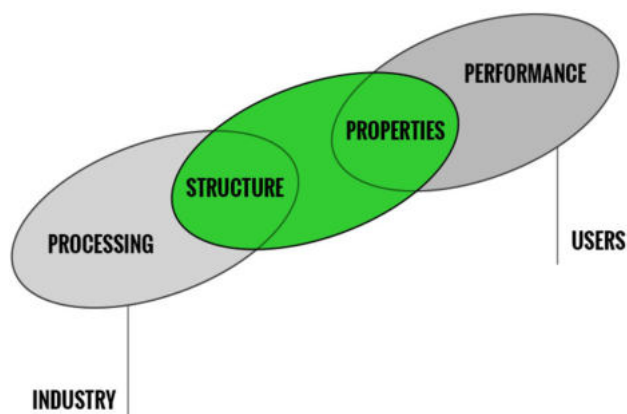 PERFORMANCE
PROPERTIES
STRUCTURE
PROCESSING
USERS
INDUSTRY